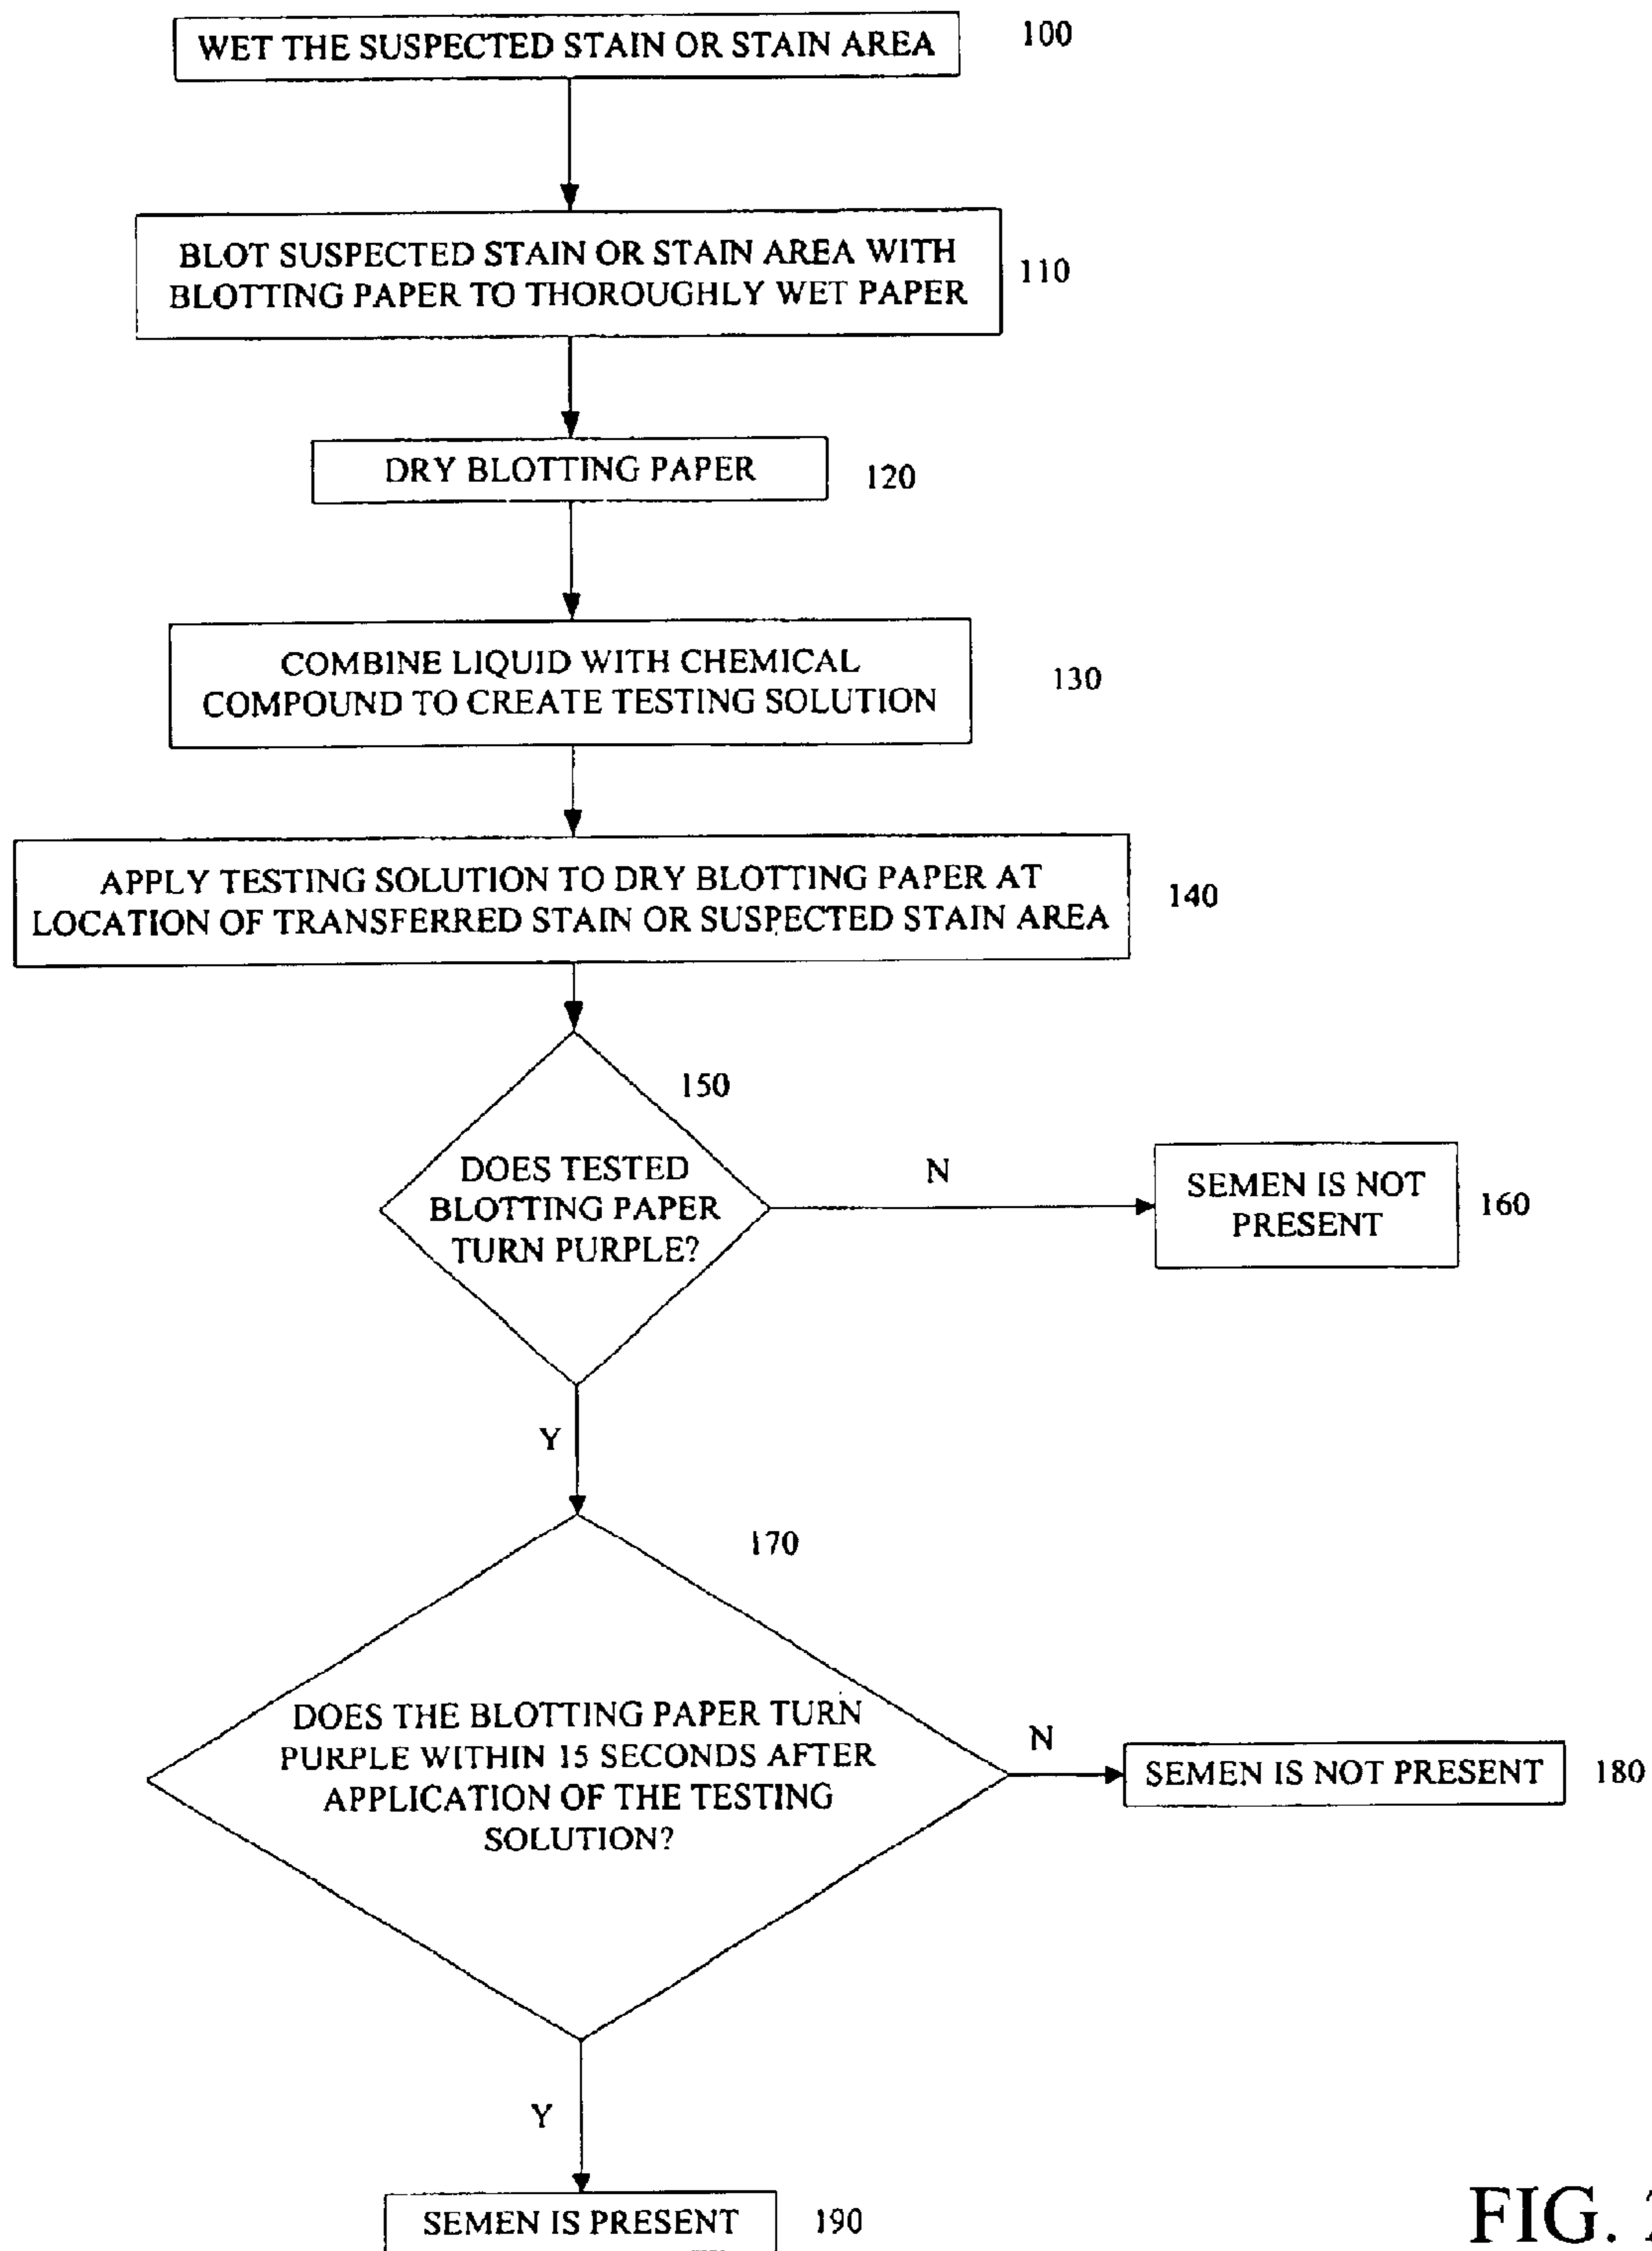 WET THE SUSPECTED STAIN OR STAIN AREA
100
BLOT SUSPECTED STAIN OR STAIN AREA WITH
BLOTTING PAPER TO THOROUGHLY WET PAPER
110
DRY BLOTTING PAPER
120
COMBINE LIQUID WITH CHEMICAL
COMPOUND TO CREATE TESTING SOLUTION
130
APPLY TESTING SOLUTION TO DRY BLOTTING PAPER AT
LOCATION OF TRANSFERRED STAIN OR SUSPECTED STAIN AREA
140
150
DOES TESTED
BLOTTING PAPER
TURN PURPLE?
N
SEMEN IS NOT
PRESENT
160
Y
170
DOES THE BLOTTING PAPER TURN
PURPLE WITHIN 15 SECONDS AFTER
APPLICATION OF THE TESTING
SOLUTION?
N
SEMEN IS NOT PRESENT
180
Y
SEMEN IS PRESENT
190
FIG.